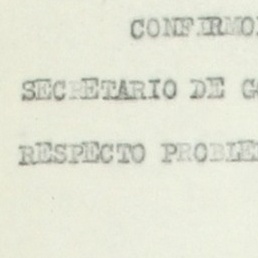 CONFIRMO
SECRETARIO DE G
RESPECTO PROBLE